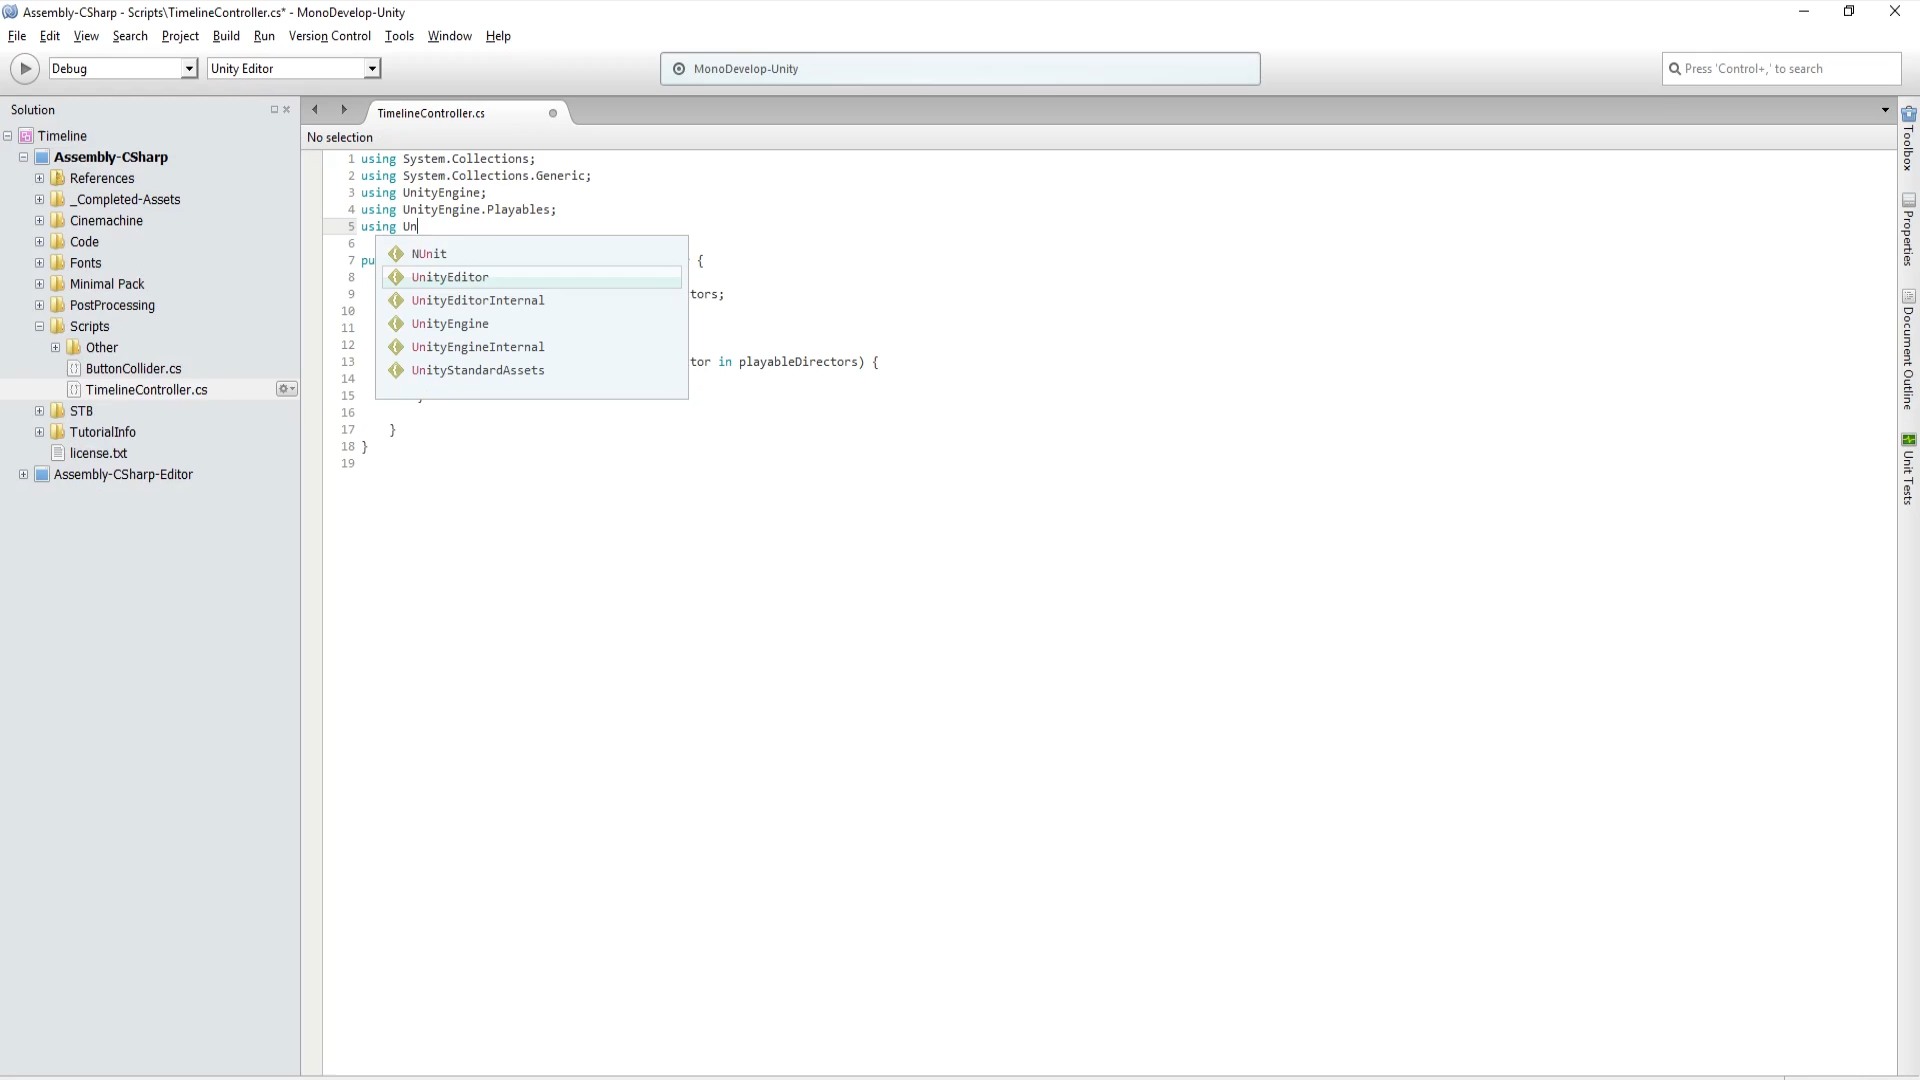 Assembly-CSharp - Scripts\TimelineController.cs* - MonoDevelop-Unity
File Edit View Search Project Build Run Version Control Tools Window Help
Debug Unity Editor MonoDevelop-Unity Press 'Control+,' to search
Solution
Timeline
Assembly-CSharp
References
_Completed-Assets
Cinemachine
Code
Fonts
Minimal Pack
PostProcessing
Scripts
Other
ButtonCollider.cs
TimelineController.cs
STB
TutorialInfo
license.txt
Assembly-CSharp-Editor
TimelineController.cs
No selection
1 using System.Collections;
2 using System.Collections.Generic;
3 using UnityEngine;
4 using UnityEngine.Playables;
5 using Un
6
7 pu {
8
9 tors;
10
11
12
13 tor in playableDirectors) {
14
15
16
17 }
18 }
19
NUnit
UnityEditor
UnityEditorInternal
UnityEngine
UnityEngineInternal
UnityStandardAssets
Toolbox
Properties
Document Outline
Unit Tests